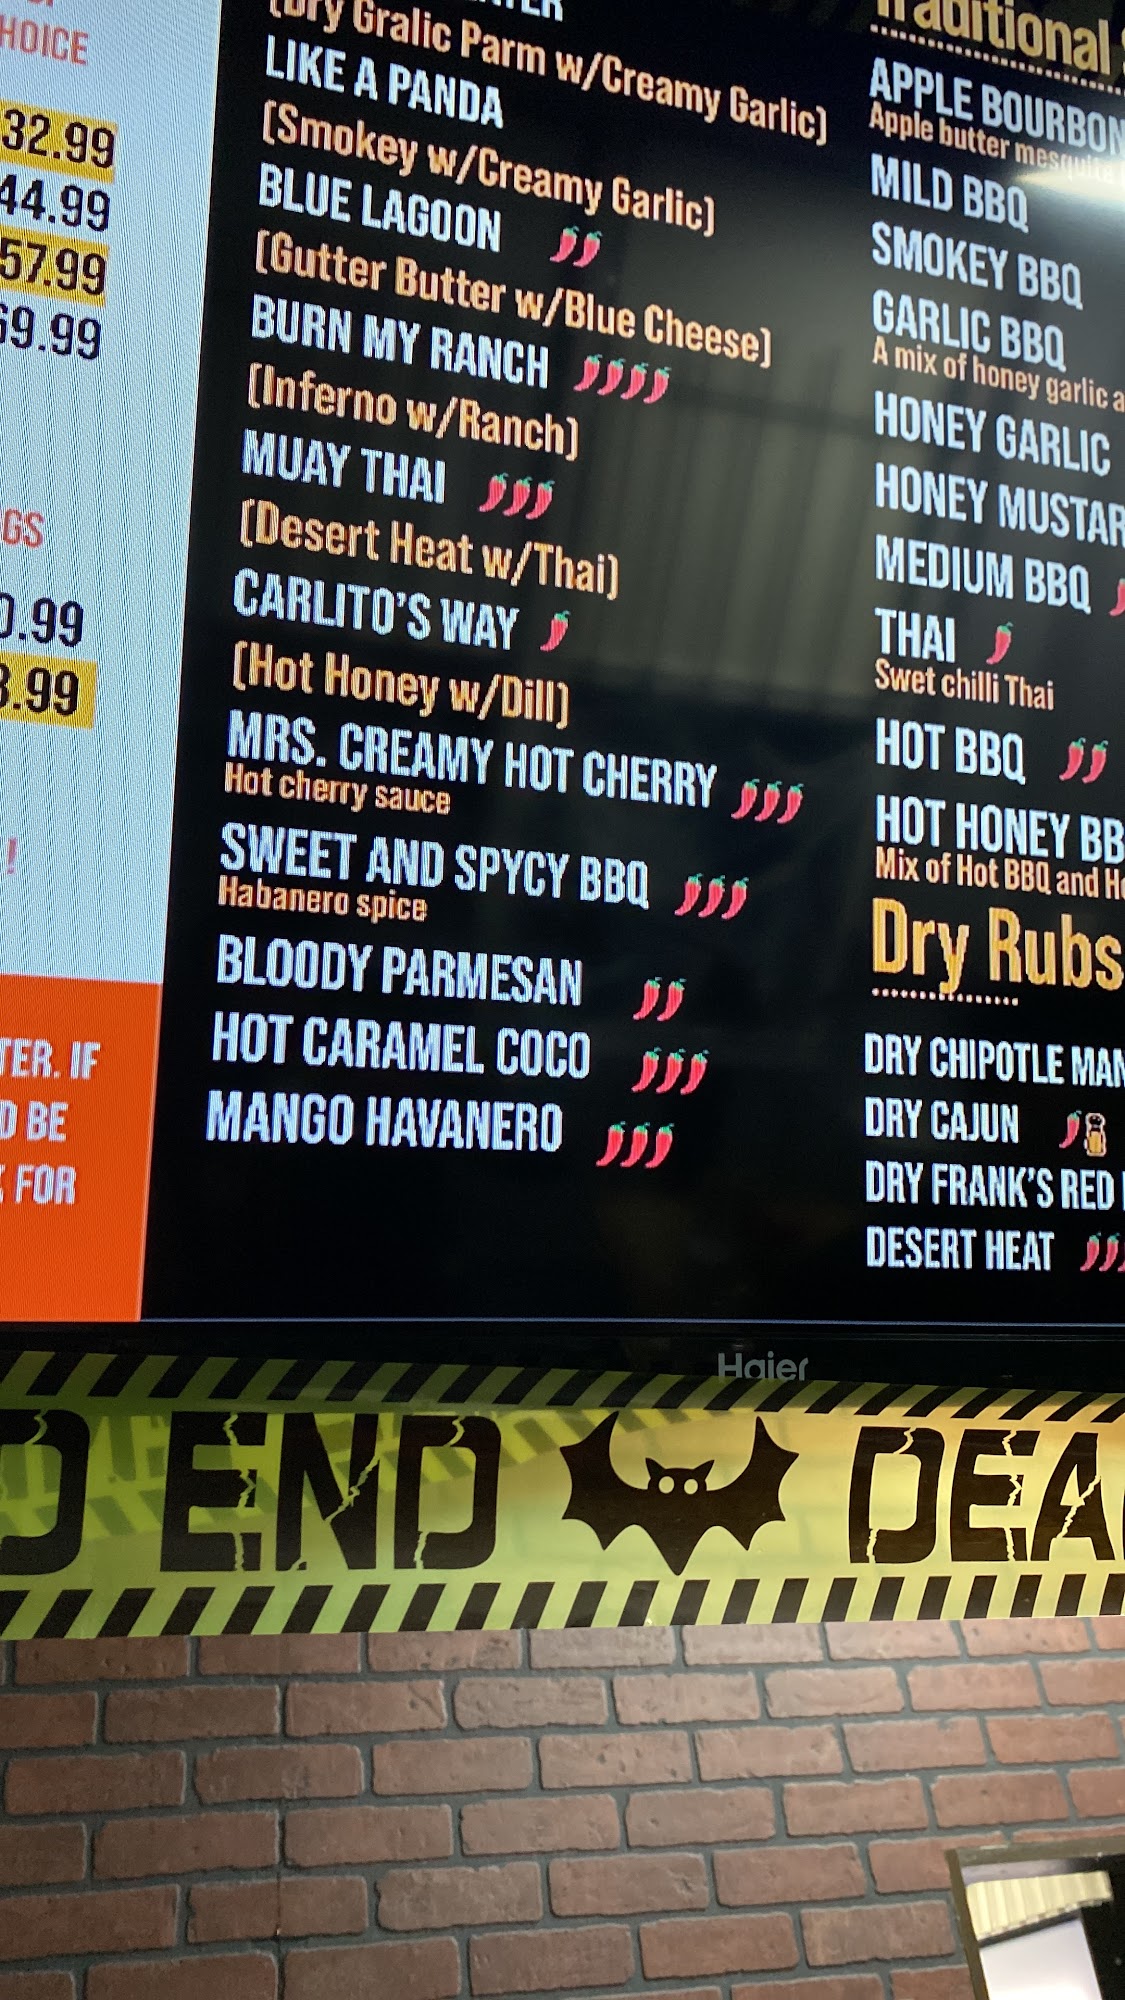 HOICE
32.99
44.99
57.99
69.99
GS
.99
.99
!
TER. IF
D BE
FOR
(Dry Gralic Parm w/Creamy Garlic)
LIKE A PANDA
(Smokey w/Creamy Garlic)
BLUE LAGOON
(Gutter Butter w/Blue Cheese)
BURN MY RANCH
(Inferno w/Ranch)
MUAY THAI
(Desert Heat w/Thai)
CARLITO'S WAY
(Hot Honey w/Dill)
MRS. CREAMY HOT CHERRY
Hot cherry sauce
SWEET AND SPYCY BBQ
Habanero spice
BLOODY PARMESAN
HOT CARAMEL COCO
MANGO HAVANERO
Traditional
APPLE BOURBON
Apple butter mesquite
MILD BBQ
SMOKEY BBQ
GARLIC BBQ
A mix of honey garlic a
HONEY GARLIC
HONEY MUSTAR
MEDIUM BBQ
THAI
Swet chilli Thai
HOT BBQ
HOT HONEY BB
Mix of Hot BBQ and Ho
Dry Rubs
DRY CHIPOTLE MAN
DRY CAJUN
DRY FRANK'S RED
DESERT HEAT
Haier
D END DEA